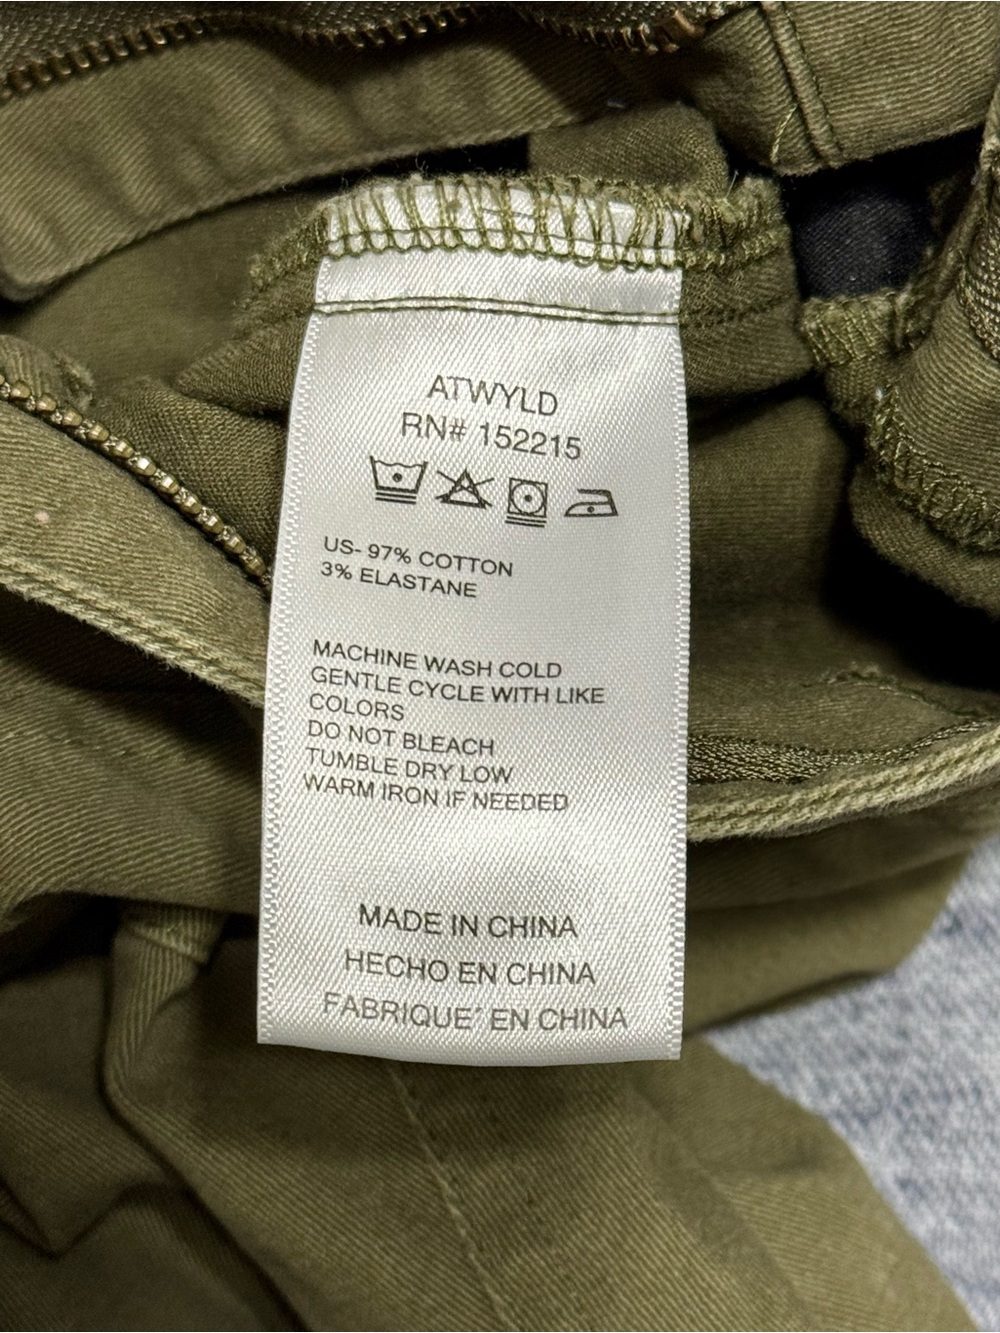 ATWYLD
RN# 152215
US- 97% COTTON
3% ELASTANE
MACHINE WASH COLD
GENTLE CYCLE WITH LIKE
COLORS
DO NOT BLEACH
TUMBLE DRY LOW
WARM IRON IF NEEDED
MADE IN CHINA
HECHO EN CHINA
FABRIQUE´ EN CHINA